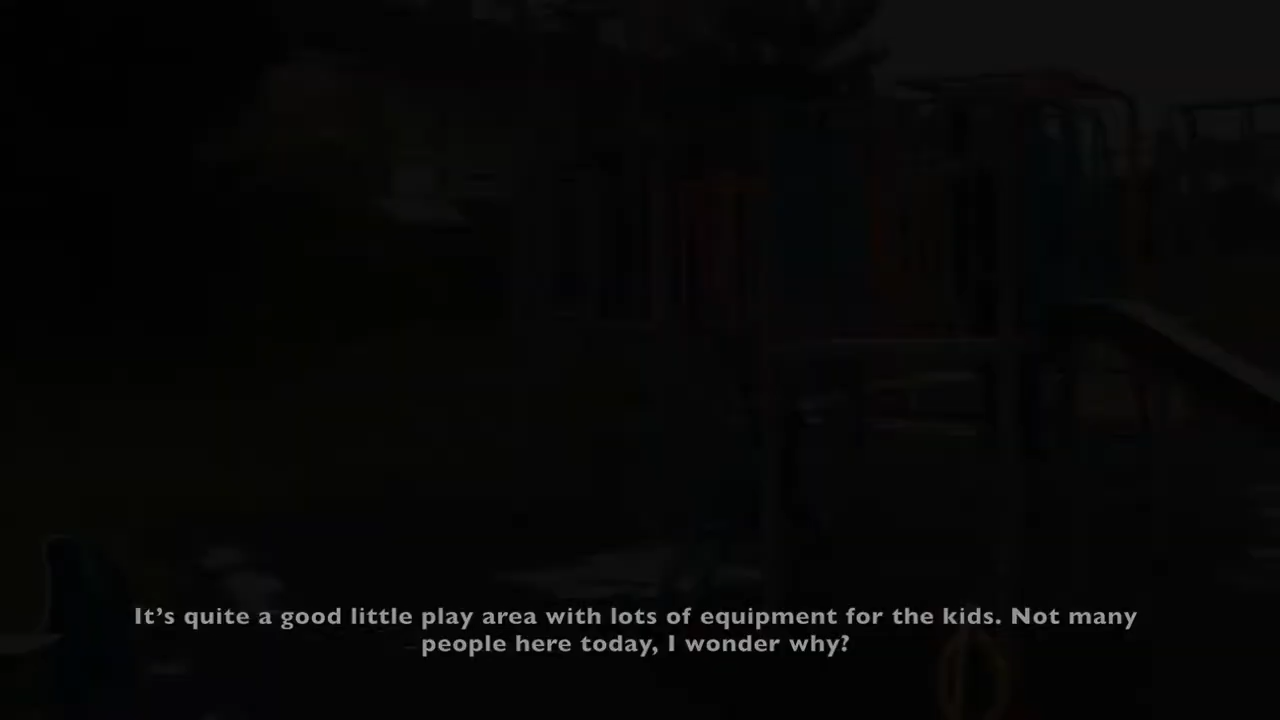 It’s quite a good little play area with lots of equipment for the kids. Not many
people here today, I wonder why?